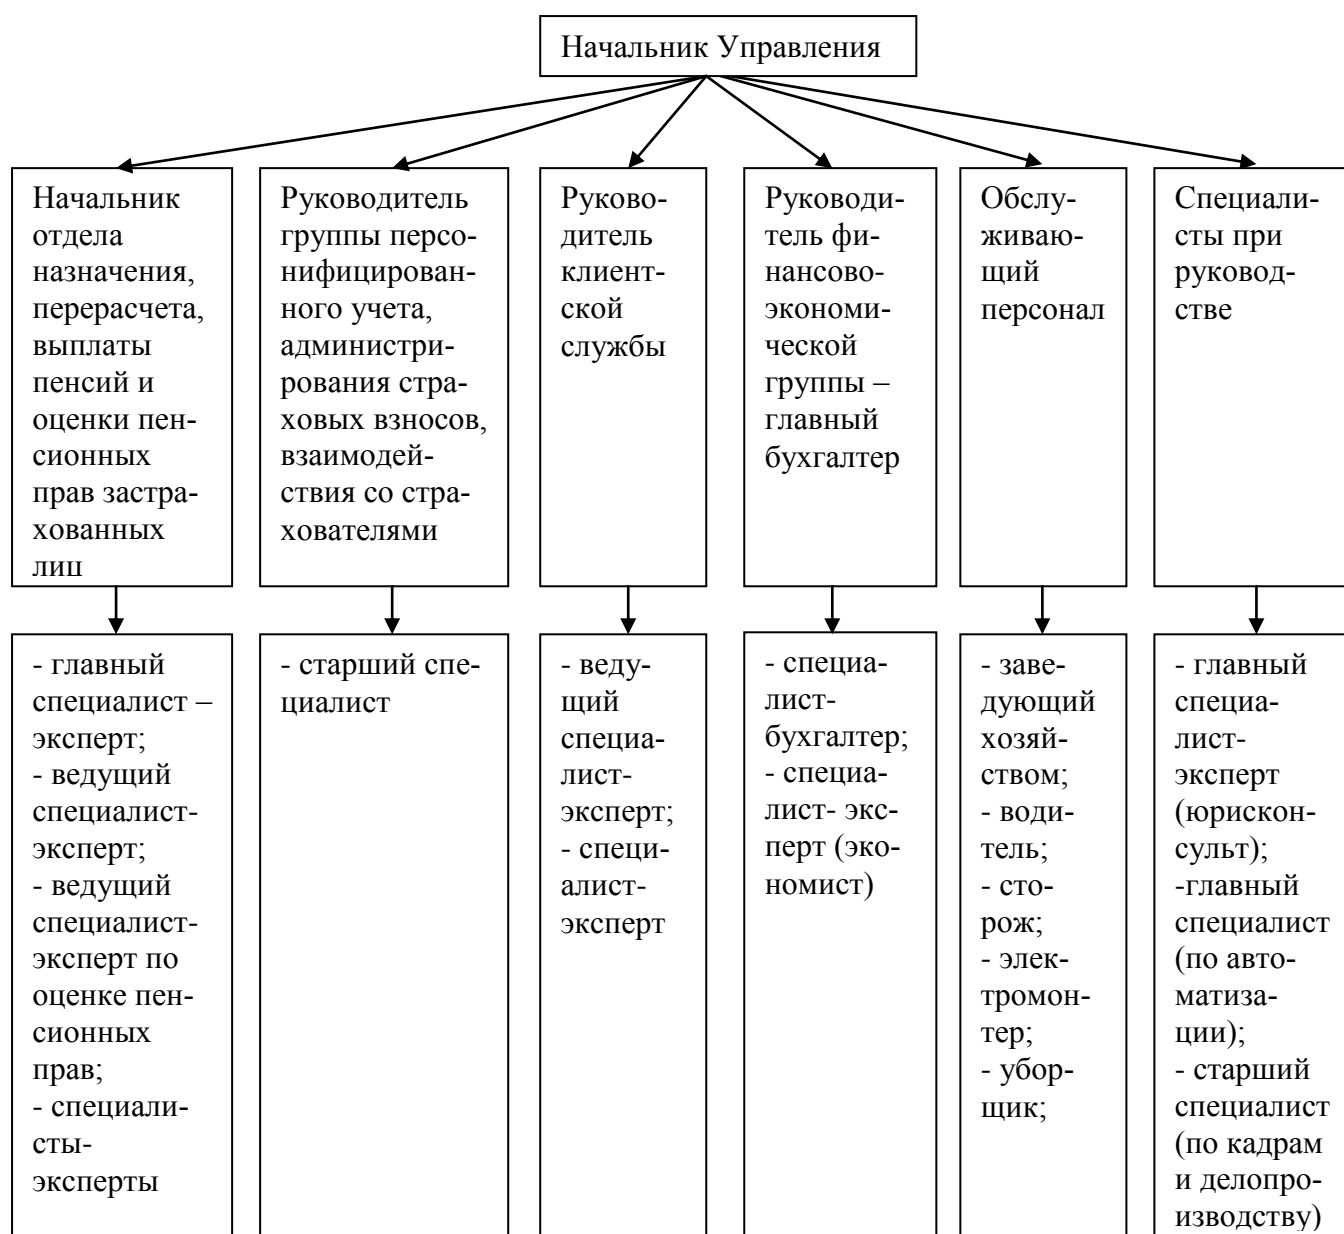 Начальник Управления
Начальник
отдела
назначения,
перерасчета,
выплаты
пенсий и
оценки пен-
сионных
прав застра-
хованных
лиц
Руководитель
группы персо-
нифицирован-
ного учета,
администри-
рования стра-
ховых взносов,
взаимодей-
ствия со стра-
хователями
Руково-
дитель
клиент-
ской
службы
Руководи-
тель фи-
нансово-
экономи-
ческой
группы –
главный
бухгалтер
Обслу-
живаю-
щий
персонал
Специали-
сты при
руковод-
стве
- главный
специалист –
эксперт;
- ведущий
специалист-
эксперт;
- ведущий
специалист-
эксперт по
оценке пен-
сионных
прав;
- специали-
сты-
эксперты
- старший спе-
циалист
- веду-
щий
специа-
лист-
эксперт;
- специ-
алист-
эксперт
- специа-
лист-
бухгалтер;
- специа-
лист- экс-
перт (эко-
номист)
- заве-
дующий
хозяй-
ством;
- води-
тель;
- сто-
рож;
- элек-
тромон-
тер;
- убор-
щик;
- главный
специа-
лист-
эксперт
(юрискон-
сульт);
-главный
специалист
(по авто-
матиза-
ции);
- старший
специалист
(по кадрам
и делопро-
изводству)